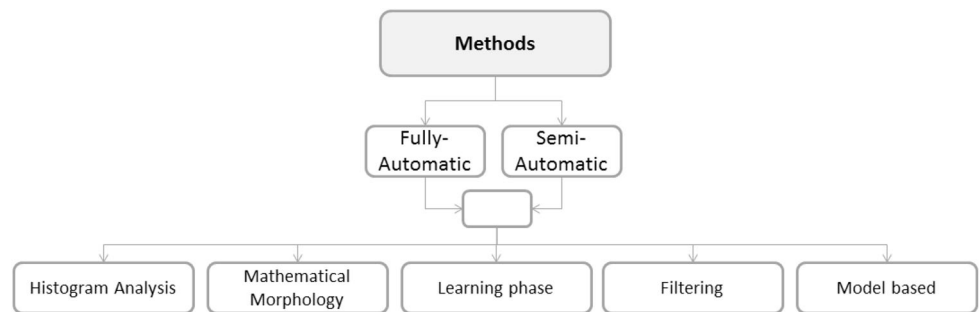 Methods
Fully-
Automatic
Semi-
Automatic
Histogram Analysis
Mathematical
Morphology
Learning phase
Filtering
Model based